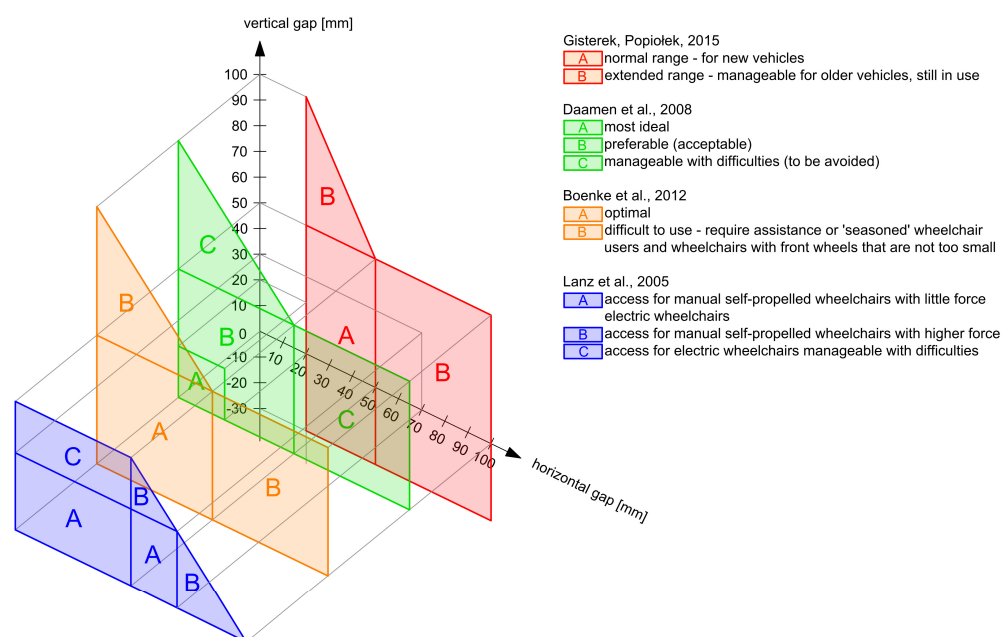 vertical gap [mm]
100
90
80
70
60
50
40
30
20
10
0
-10
-20
-30
10
20
30
40
50
60
70
80
90
100
horizontal gap [mm]
B
A
B
C
B
A
C
B
A
B
C
B
A
A
B
Gisterek, Popiołek, 2015
A normal range - for new vehicles
B extended range - manageable for older vehicles, still in use
Daamen et al., 2008
A most ideal
B preferable (acceptable)
C manageable with difficulties (to be avoided)
Boenke et al., 2012
A optimal
B difficult to use - require assistance or 'seasoned' wheelchair
users and wheelchairs with front wheels that are not too small
Lanz et al., 2005
A access for manual self-propelled wheelchairs with little force
electric wheelchairs
B access for manual self-propelled wheelchairs with higher force
C access for electric wheelchairs manageable with difficulties